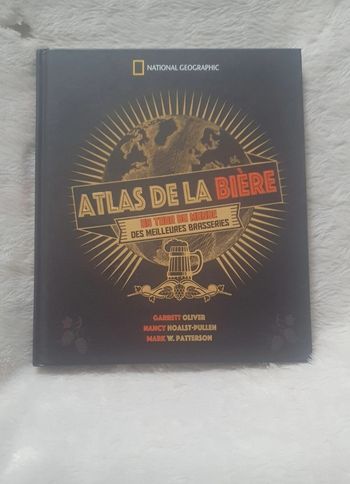 NATIONAL GEOGRAPHIC
ATLAS DE LA BIÈRE
UN TOUR DU MONDE
DES MEILLEURES BRASSERIES
GARRETT OLIVER
NANCY HOALST-PULLEN
MARK W. PATTERSON